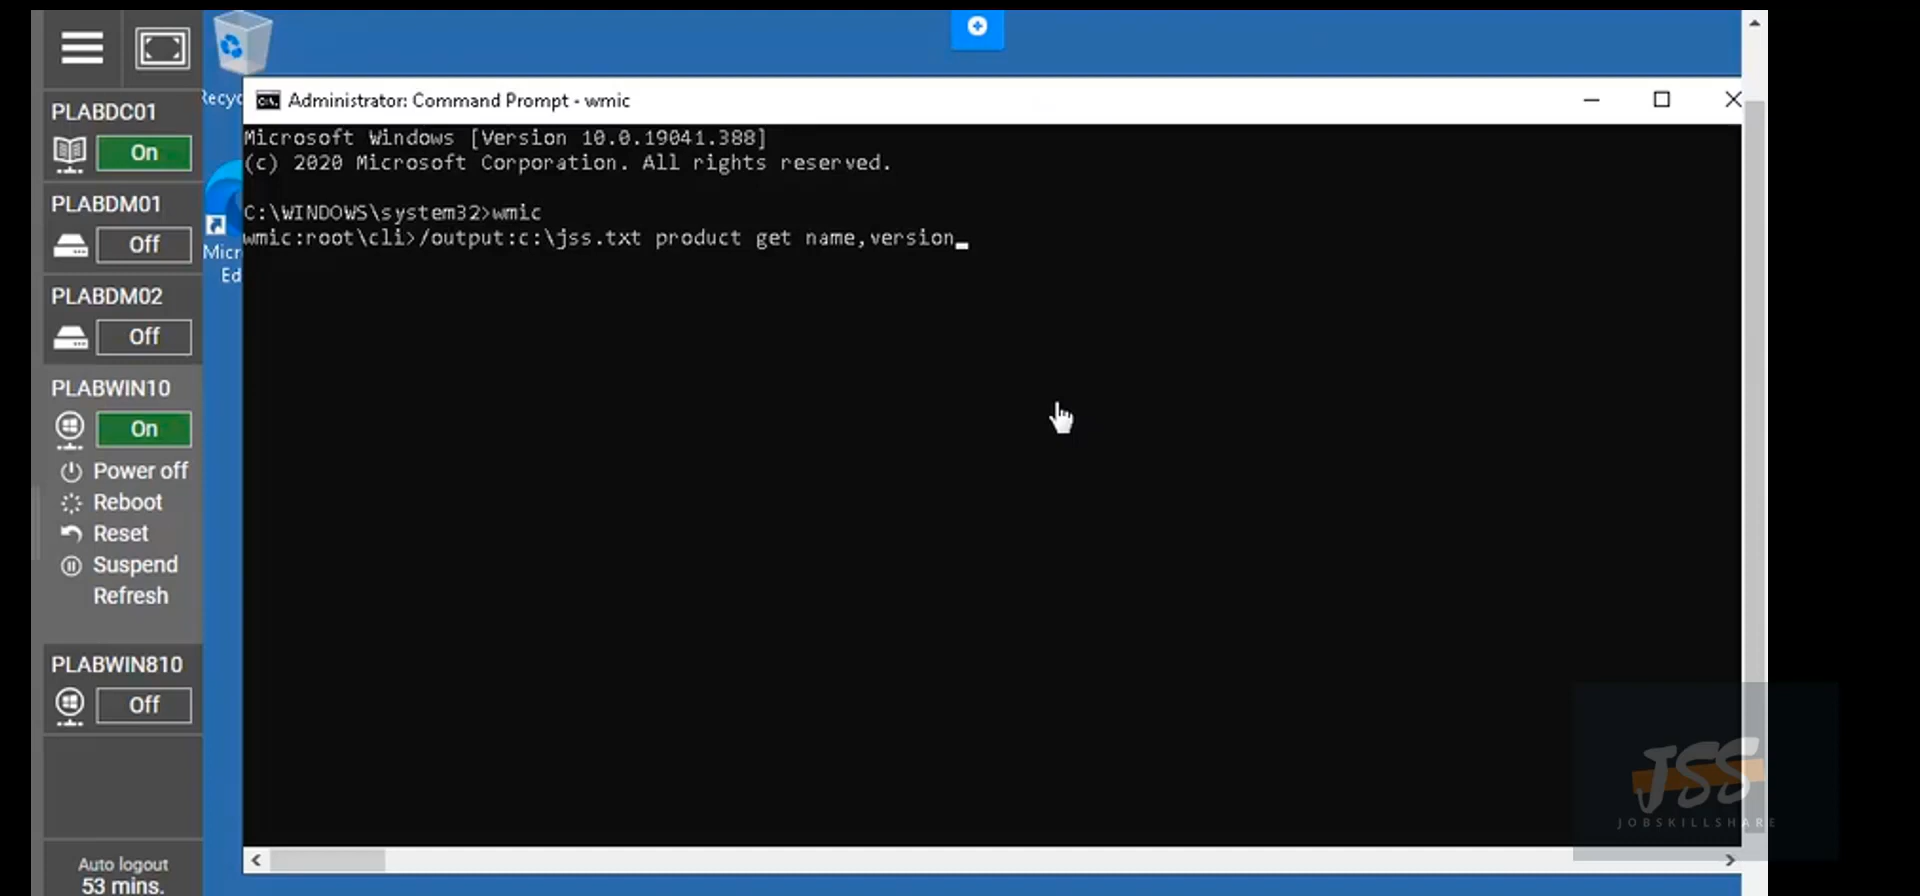 PLABDC01
On
PLABDM01
Off
PLABDM02
Off
PLABWIN10
On
Power off
Reboot
Reset
Suspend
Refresh
PLABWIN810
Off
Auto logout
53 mins.
Recyc
Micr
Ed
Administrator: Command Prompt - wmic
Microsoft Windows [Version 10.0.19041.388]
(c) 2020 Microsoft Corporation. All rights reserved.
C:\WINDOWS\system32>wmic
wmic:root\cli>/output:c:\jss.txt product get name,version_
JSS
JOBSKILLSHARE